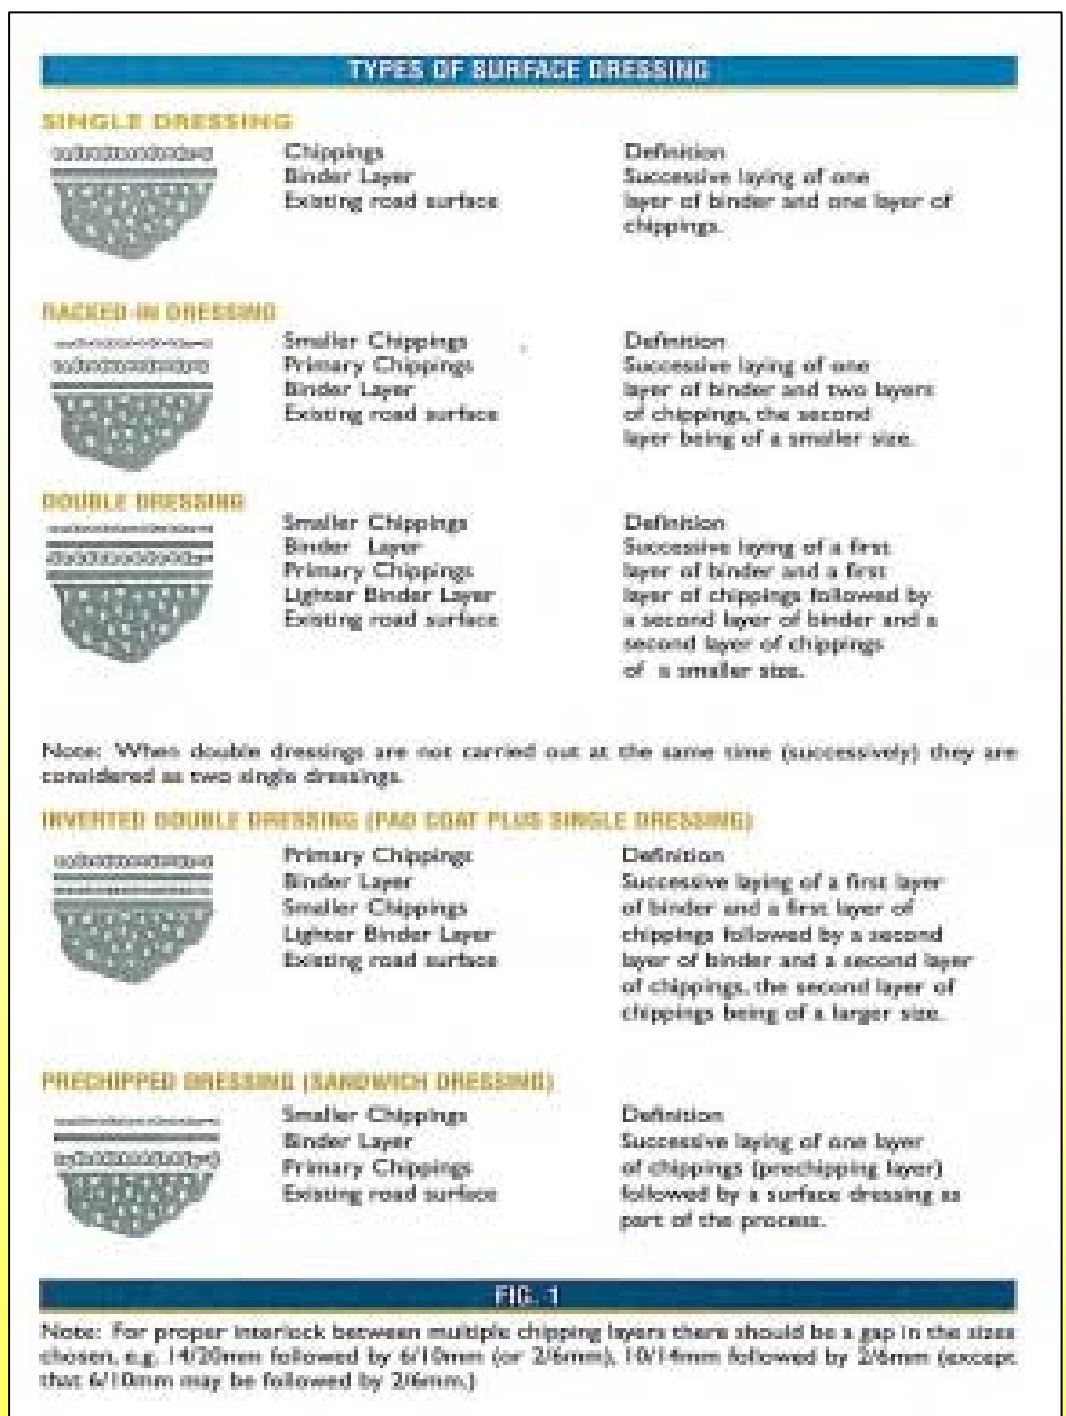 TYPES OF SURFACE DRESSING
SINGLE DRESSING
Chippings
Binder Layer
Existing road surface
Definition
Successive laying of one
layer of binder and one layer of
chippings.
RACKED-IN DRESSING
Smaller Chippings
Primary Chippings
Binder Layer
Existing road surface
Definition
Successive laying of one
layer of binder and two layers
of chippings, the second
layer being of a smaller size.
DOUBLE DRESSING
Smaller Chippings
Binder Layer
Primary Chippings
Lighter Binder Layer
Existing road surface
Definition
Successive laying of a first
layer of binder and a first
layer of chippings followed by
a second layer of binder and a
second layer of chippings
of a smaller size.
Note: When double dressings are not carried out at the same time (successively) they are
considered as two single dressings.
INVERTED DOUBLE DRESSING (PAD COAT PLUS SINGLE DRESSING)
Primary Chippings
Binder Layer
Smaller Chippings
Lighter Binder Layer
Existing road surface
Definition
Successive laying of a first layer
of binder and a first layer of
chippings followed by a second
layer of binder and a second layer
of chippings, the second layer of
chippings being of a larger size.
PRECHIPPED DRESSING (SANDWICH DRESSING)
Smaller Chippings
Binder Layer
Primary Chippings
Existing road surface
Definition
Successive laying of one layer
of chippings (prechipping layer)
followed by a surface dressing as
part of the process.
FIG. 1
Note: For proper interlock between multiple chipping layers there should be a gap in the sizes
chosen, e.g. 14/20mm followed by 6/10mm (or 2/6mm), 10/14mm followed by 2/6mm (except
that 6/10mm may be followed by 2/6mm.)